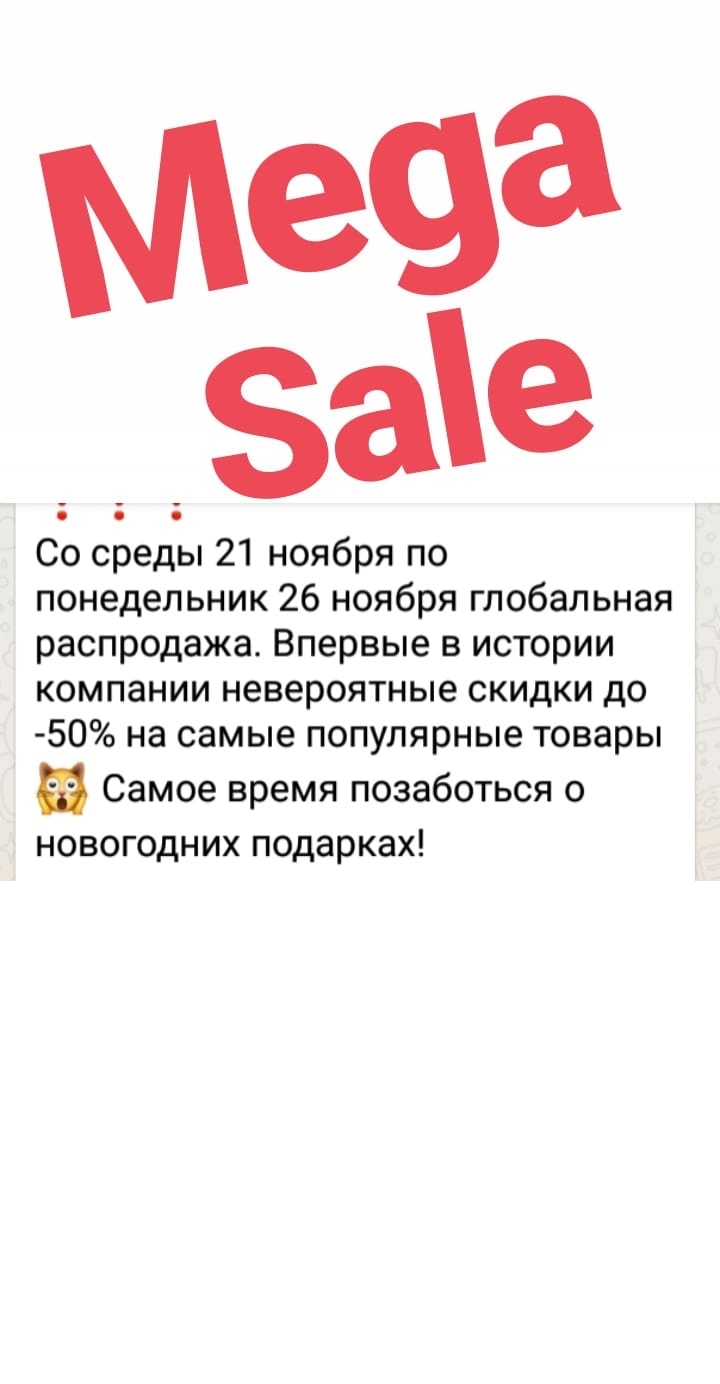 Mega
Sale
Со среды 21 ноября по
понедельник 26 ноября глобальная
распродажа. Впервые в истории
компании невероятные скидки до
-50% на самые популярные товары
🙀 Самое время позаботься о
новогодних подарках!